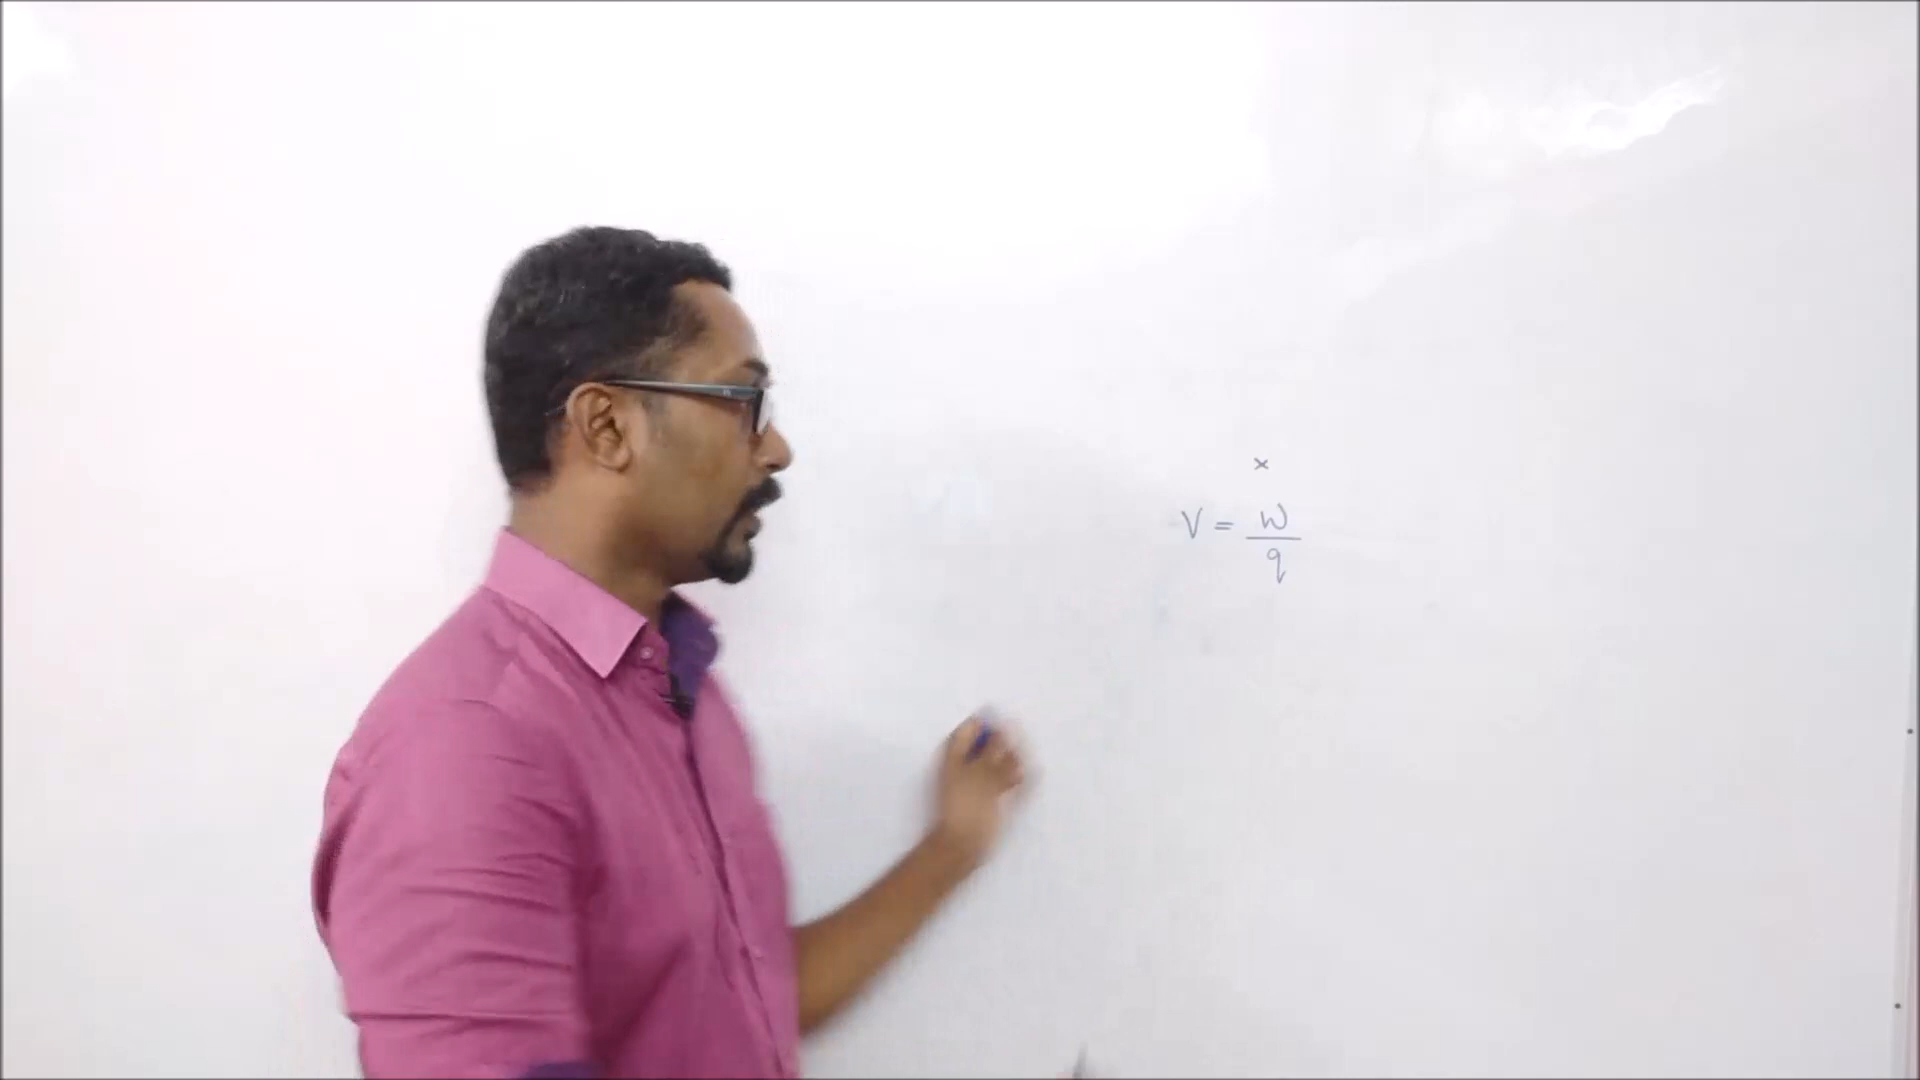 ×
V = W/q